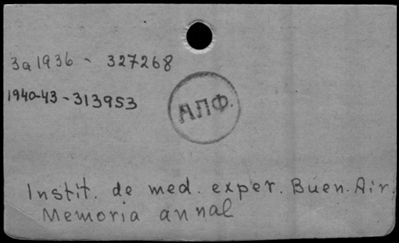 за 1936 - 327268
1940-43 - 313953
АПФ.
Instit. de med. exper. Buen. Air.
Memoria annal